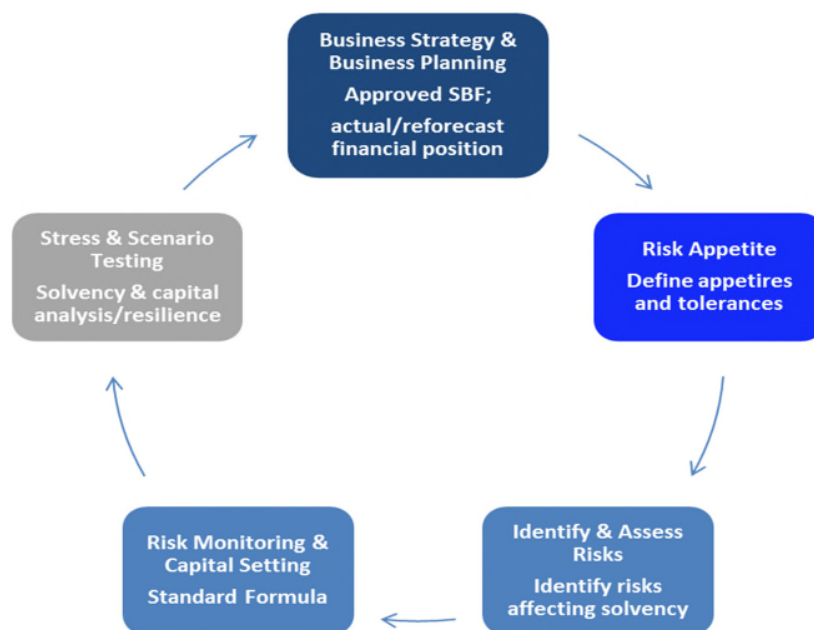 Business Strategy &
Business Planning
Approved SBF;
actual/reforecast
financial position
Risk Appetite
Define appetires
and tolerances
Identify & Assess
Risks
Identify risks
affecting solvency
Risk Monitoring &
Capital Setting
Standard Formula
Stress & Scenario
Testing
Solvency & capital
analysis/resilience